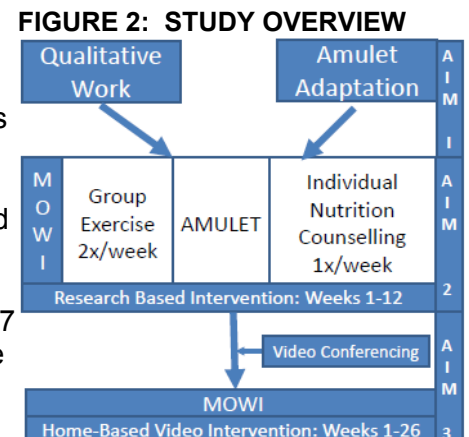 FIGURE 2:  STUDY OVERVIEW
Qualitative
Work
Amulet
Adaptation
A
I
M
I
s
d
7
e
M
O
W
I
Group
Exercise
2x/week
AMULET
Individual
Nutrition
Counselling
1x/week
A
I
M
2
Research Based Intervention: Weeks 1-12
Video Conferencing
A
I
M
3
MOWI
Home-Based Video Intervention: Weeks 1-26